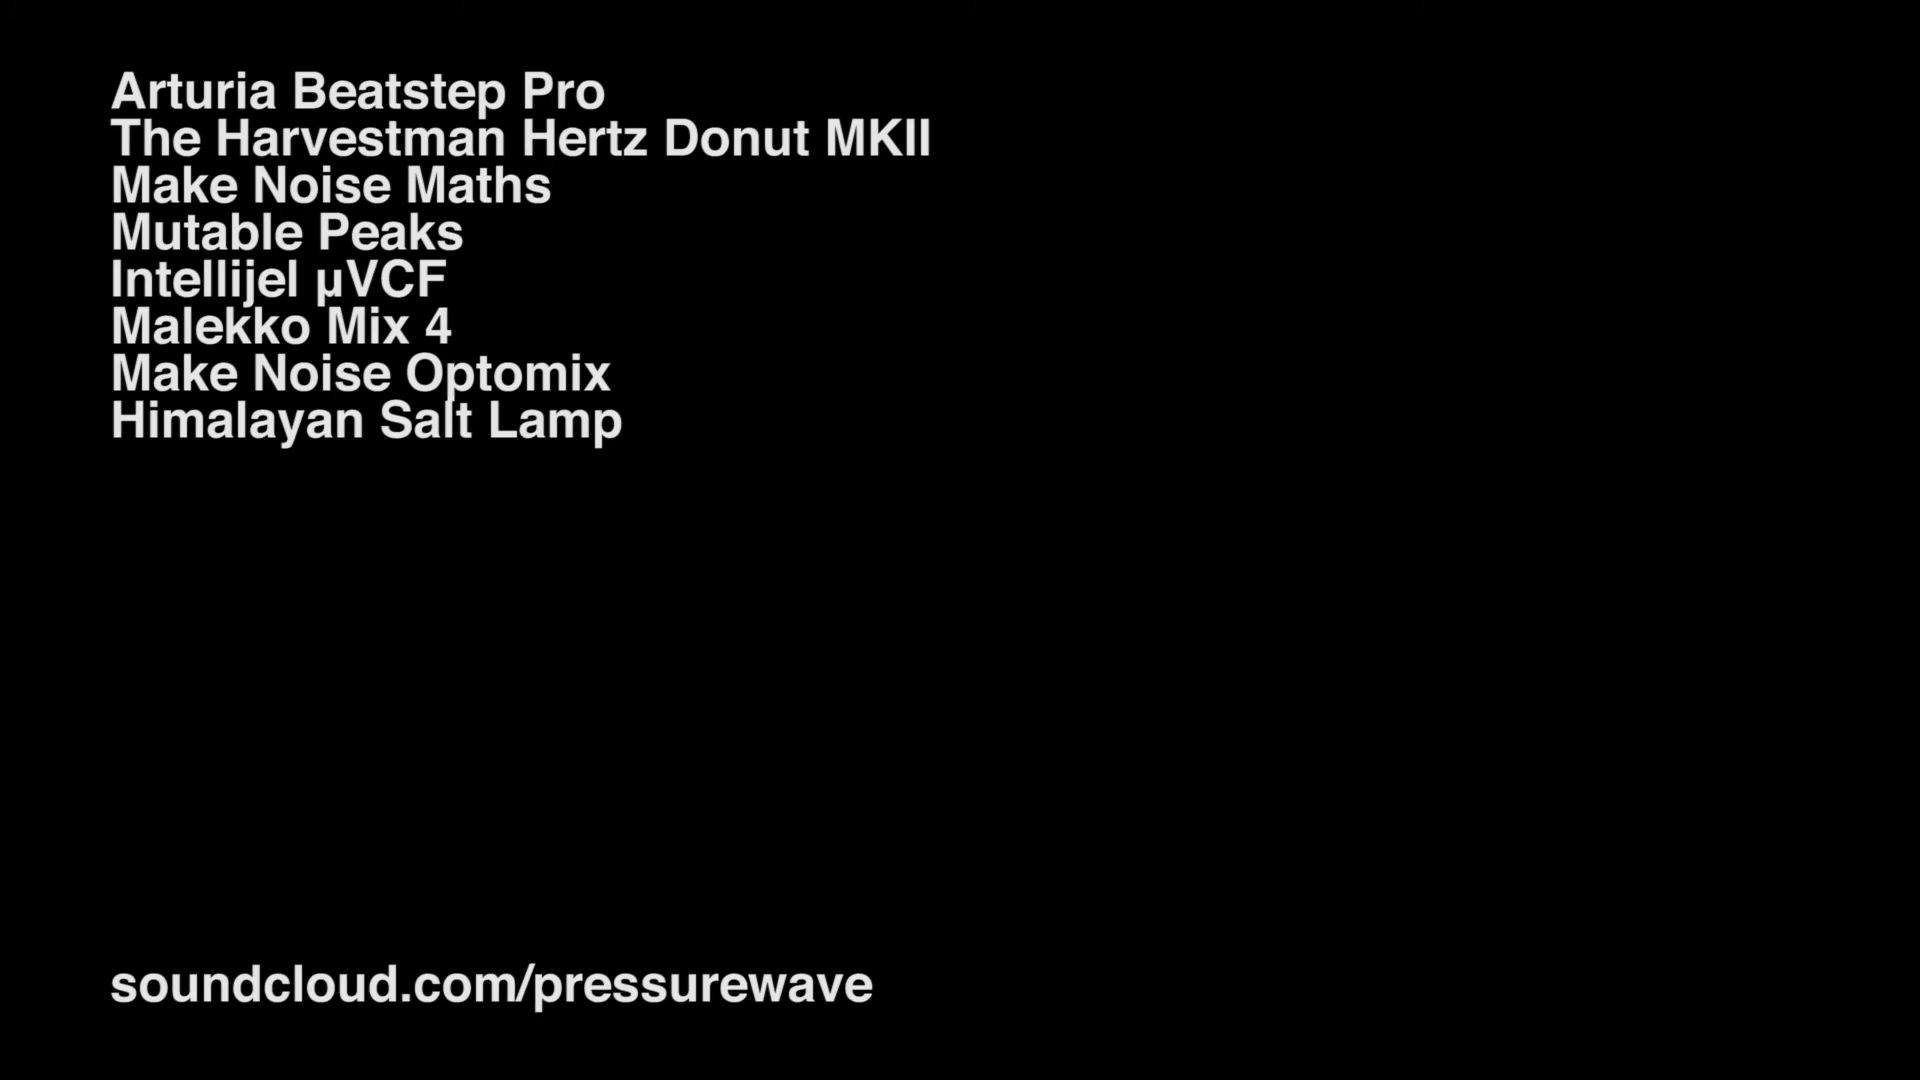 Arturia Beatstep Pro
The Harvestman Hertz Donut MKII
Make Noise Maths
Mutable Peaks
Intellijel µVCF
Malekko Mix 4
Make Noise Optomix
Himalayan Salt Lamp
soundcloud.com/pressurewave